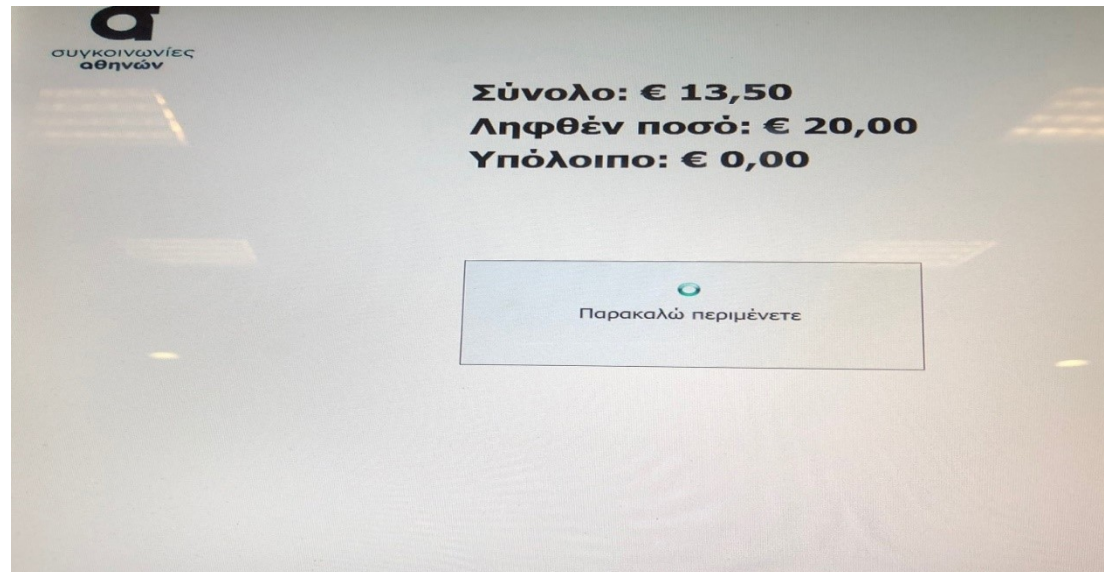 συγκοινωνίες
αθηνών
Σύνολο: € 13,50
Ληφθέν ποσό: € 20,00
Υπόλοιπο: € 0,00
Παρακαλώ περιμένετε